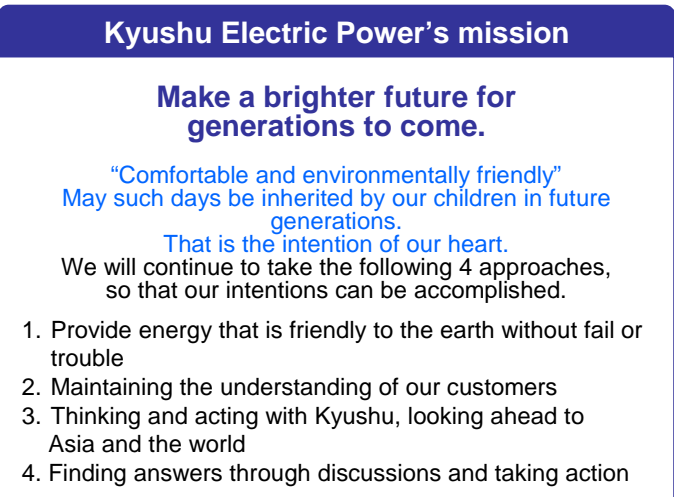 Kyushu Electric Power’s mission
Make a brighter future for
generations to come.
“Comfortable and environmentally friendly”
May such days be inherited by our children in future
generations.
That is the intention of our heart.
We will continue to take the following 4 approaches,
so that our intentions can be accomplished.
1. Provide energy that is friendly to the earth without fail or
trouble
2. Maintaining the understanding of our customers
3. Thinking and acting with Kyushu, looking ahead to
Asia and the world
4. Finding answers through discussions and taking action